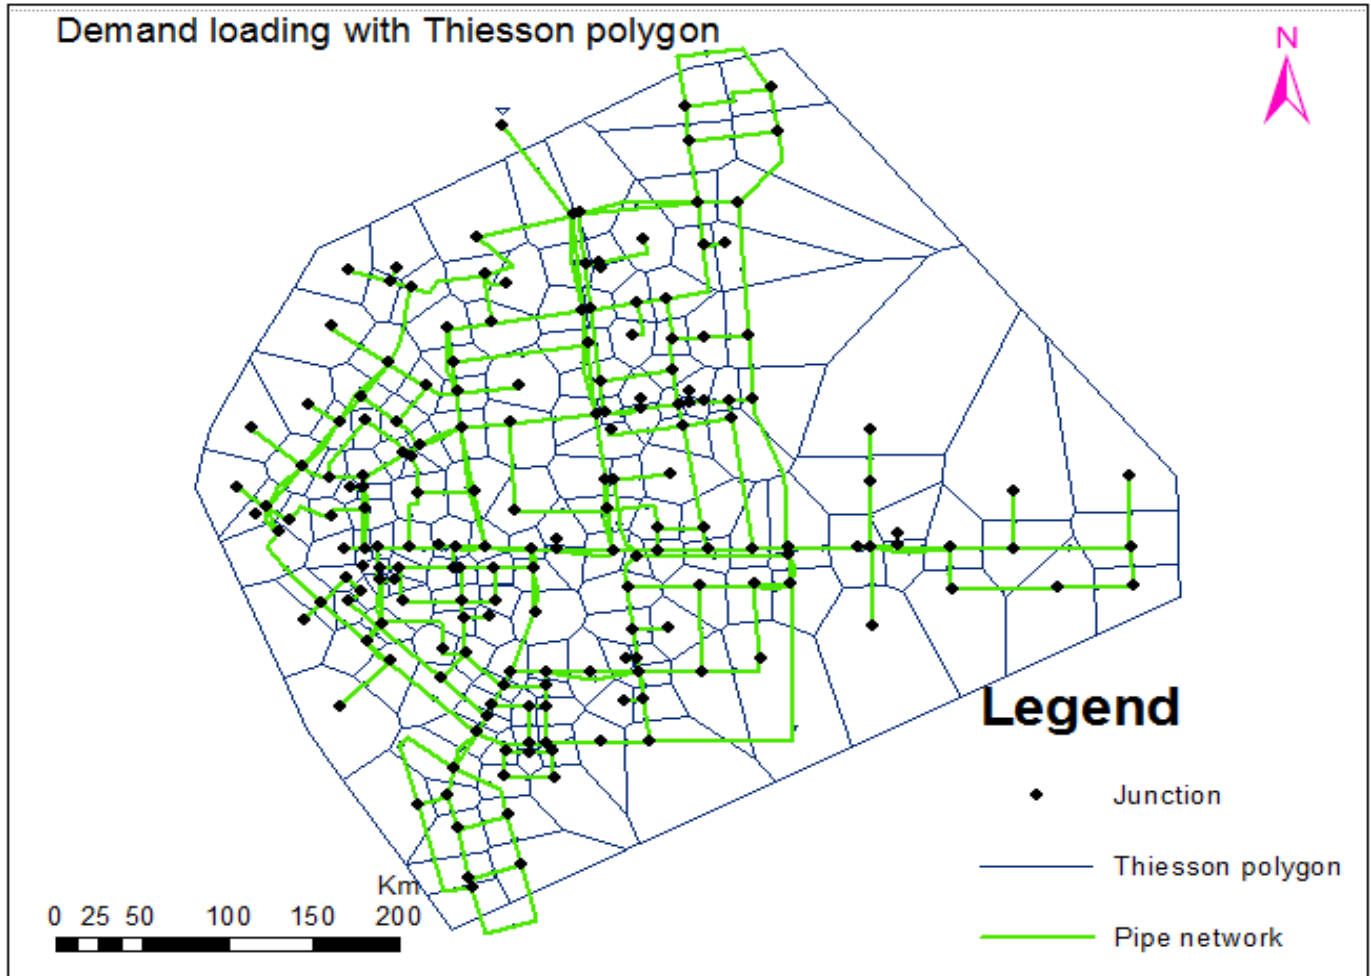 Demand loading with Thiesson polygon
N
Legend
Junction
Thiesson polygon
Pipe network
Km
0 25 50 100 150 200